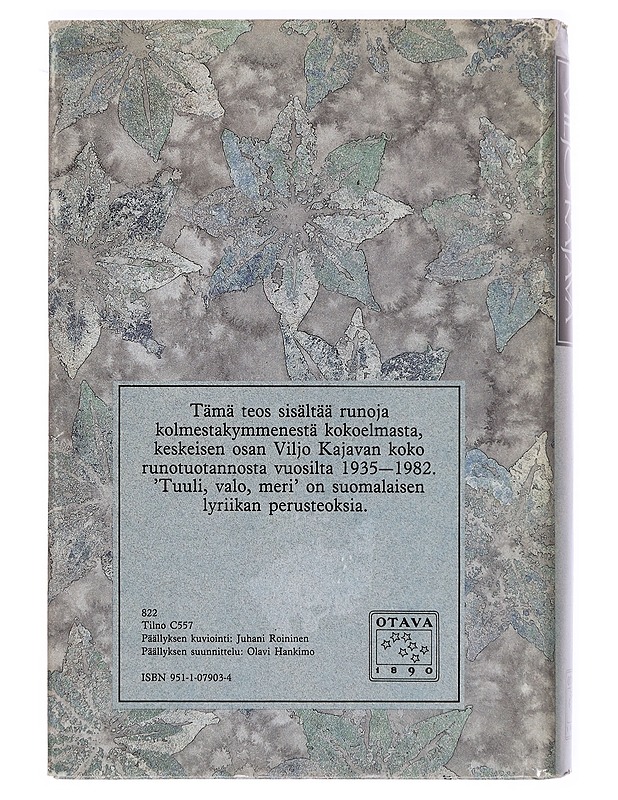 Tämä teos sisältää runoja
kolmestakymmenestä kokoelmasta,
keskeisen osan Viljo Kajavan koko
runotuotannosta vuosilta 1935—1982.
'Tuuli, valo, meri' on suomalaisen
lyriikan perusteoksia.
822
Tilno C557
Päällyksen kuviointi: Juhani Roininen
Päällyksen suunnittelu: Olavi Hankimo
ISBN 951-1-07903-4
OTAVA
1890
VILJO KAJAVA